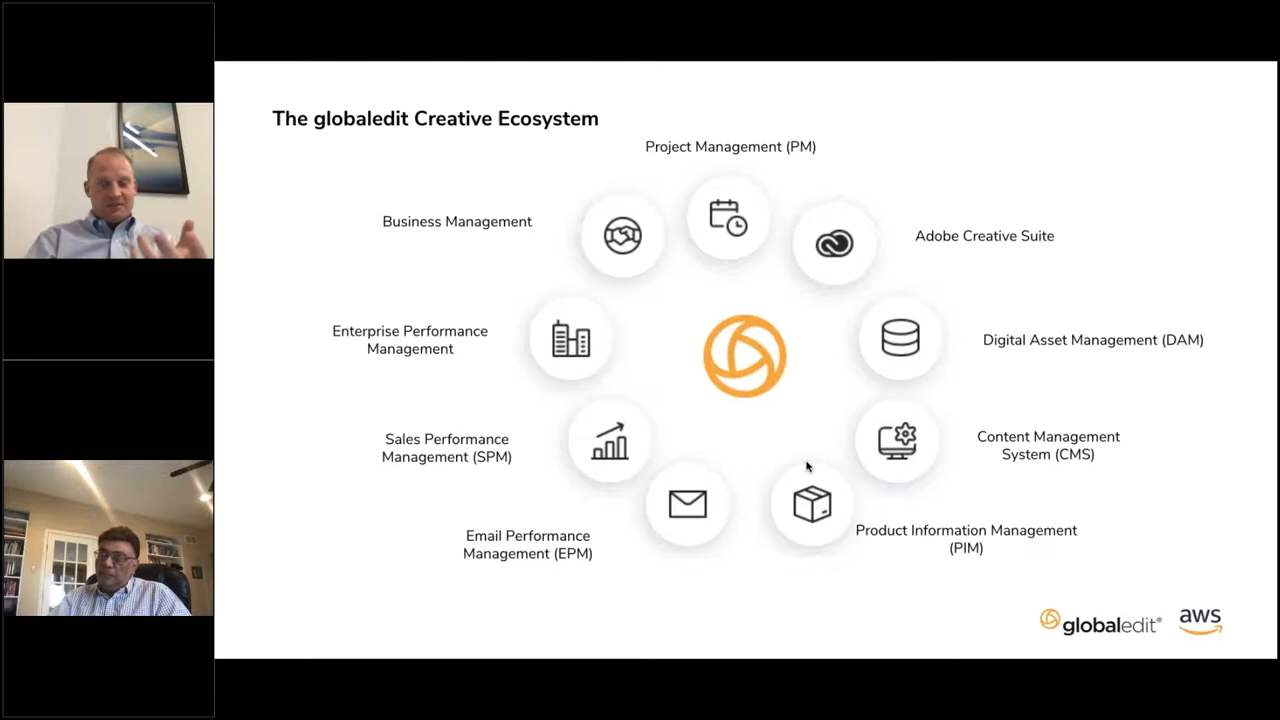 The globaledit Creative Ecosystem
Project Management (PM)
Business Management
Adobe Creative Suite
Enterprise Performance
Management
Digital Asset Management (DAM)
Sales Performance
Management (SPM)
Content Management
System (CMS)
Email Performance
Management (EPM)
Product Information Management
(PIM)
globaledit®
aws